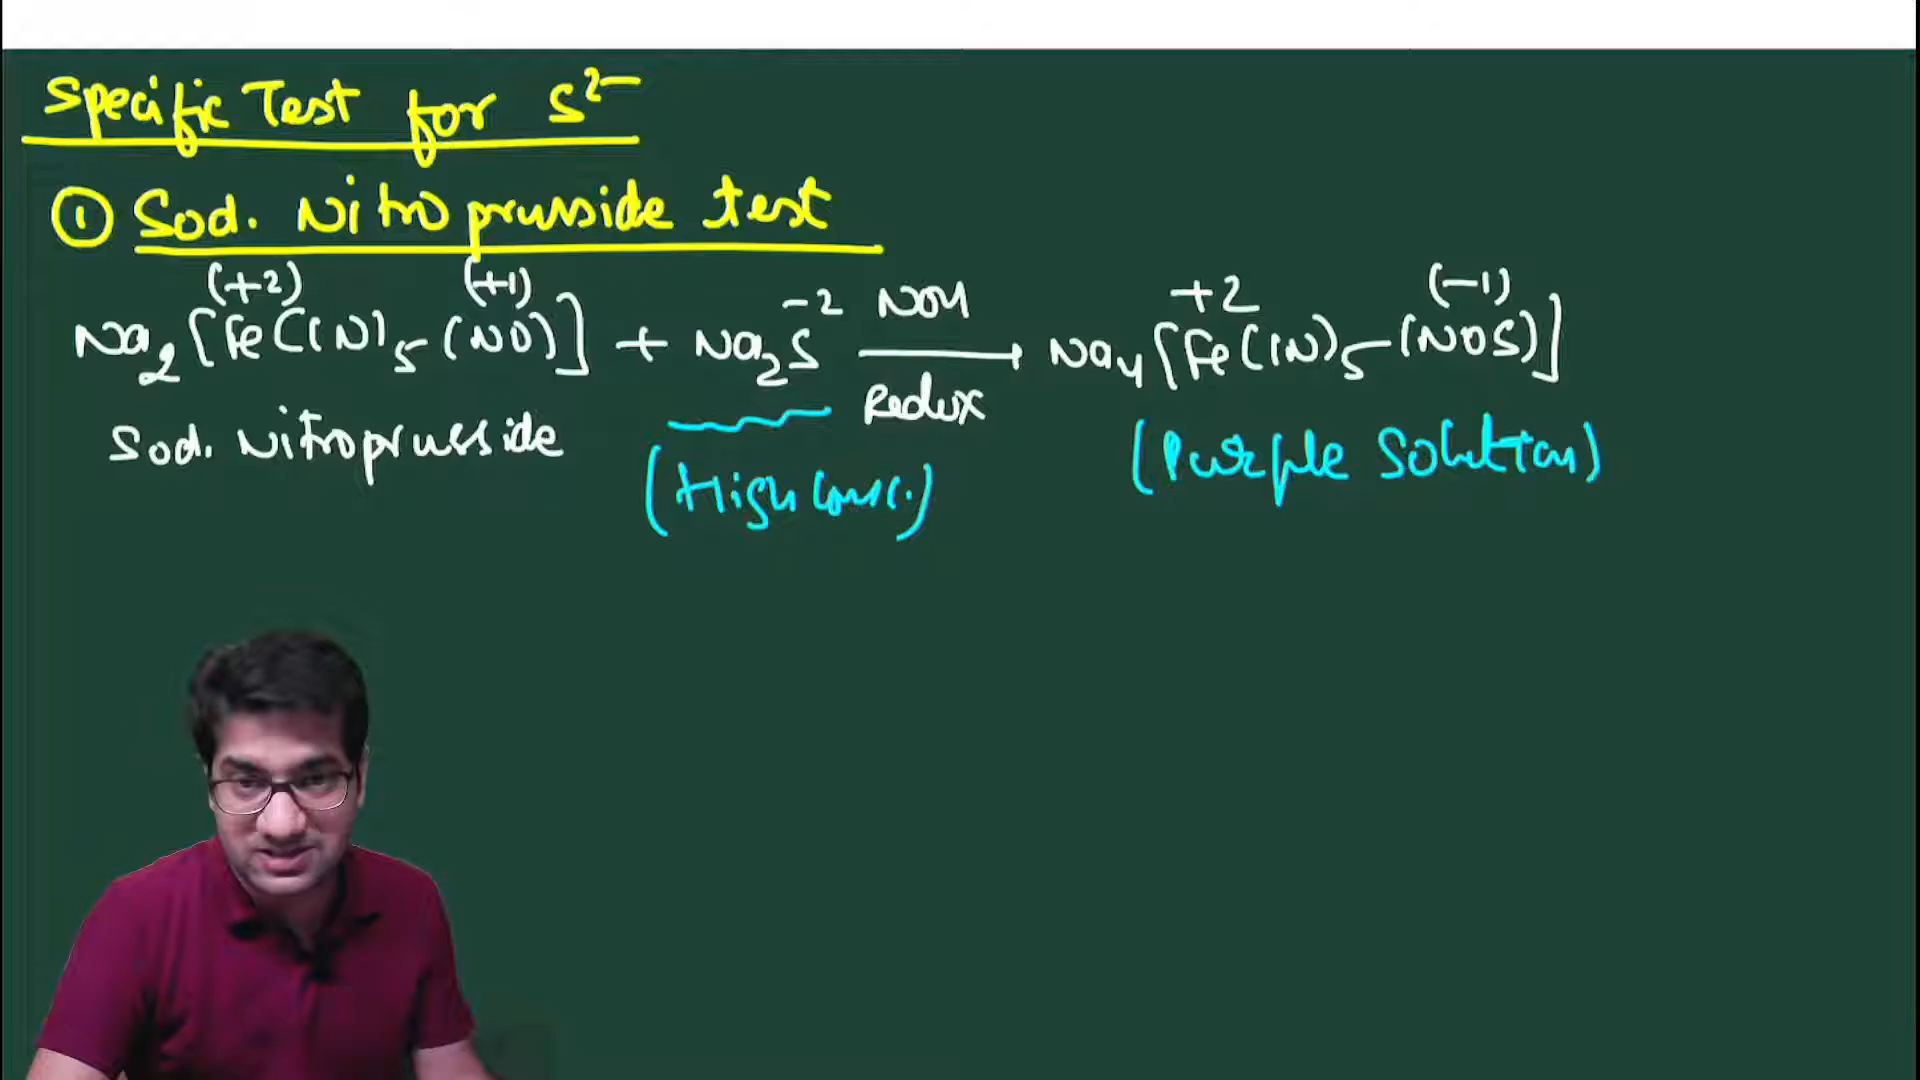 Specific Test for S²⁻
① Sod. Nitroprusside test
(+2) (+1) -2 +2 (-1)
Na₂[Fe(CN)₅(NO)] + Na₂S → Na₄[Fe(CN)₅(NOS)]
Redox
Sod. Nitroprusside
(High Conc.)
(Purple Solution)